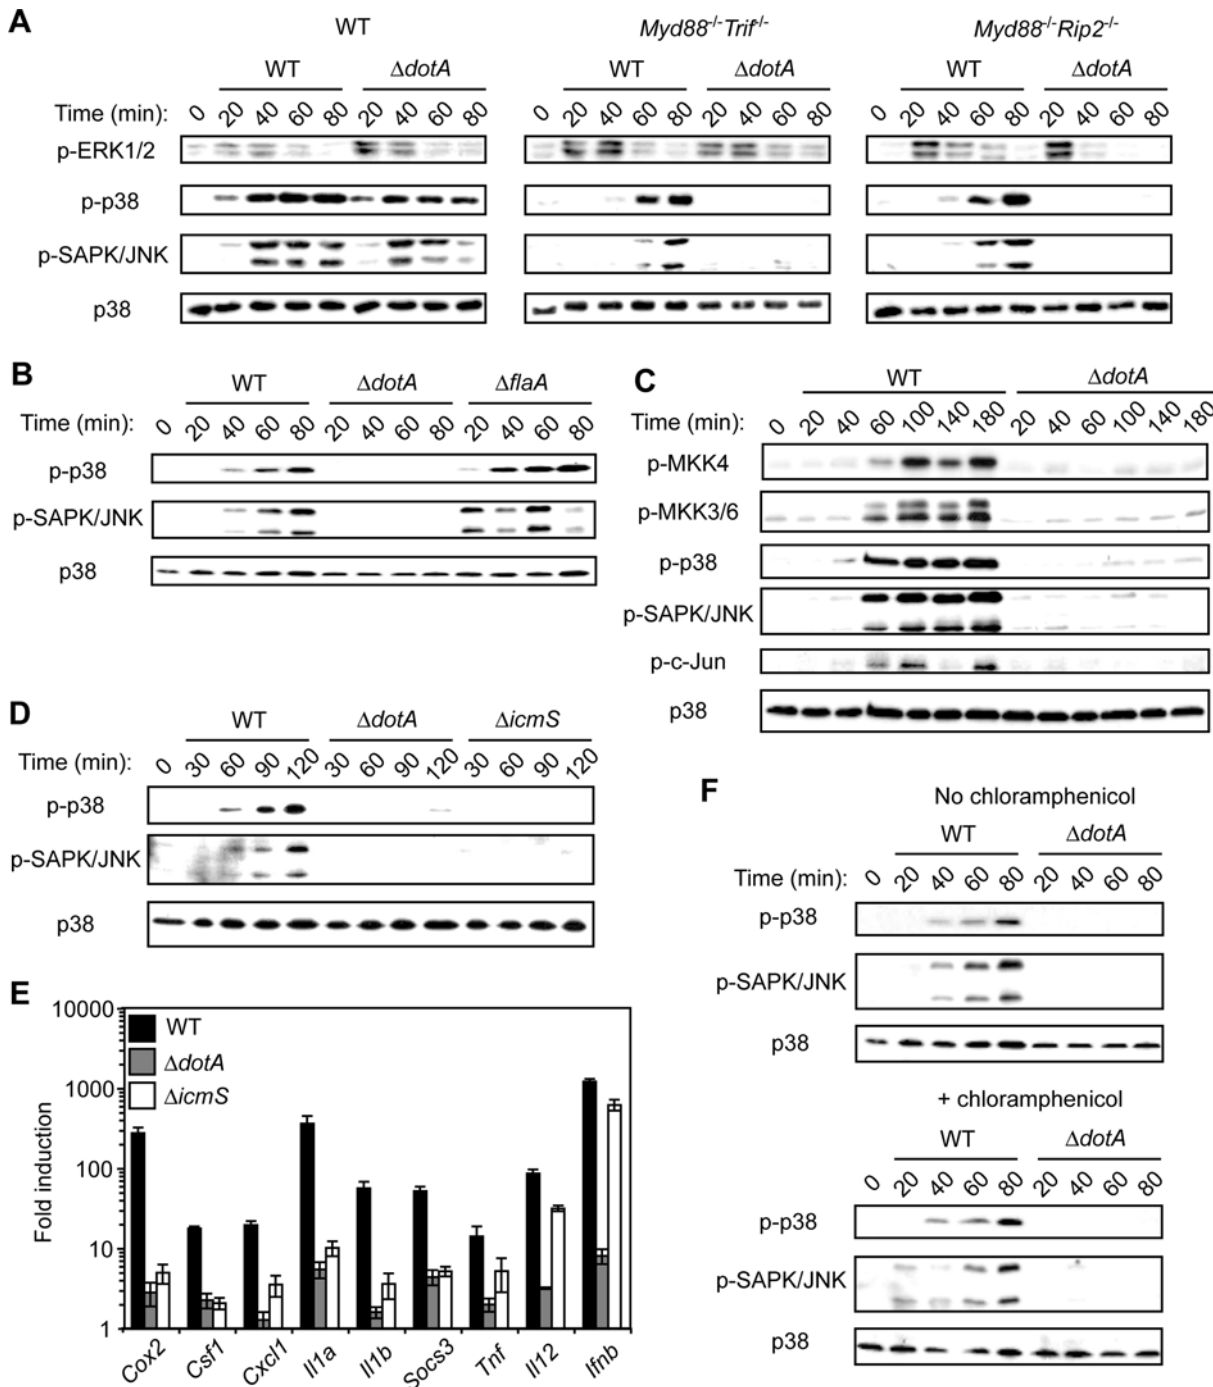 A
WT
Myd88-/-Trif-/-
Myd88-/-Rip2-/-
WT ΔdotA WT ΔdotA WT ΔdotA
Time (min): 0 20 40 60 80 20 40 60 80 0 20 40 60 80 20 40 60 80 0 20 40 60 80 20 40 60 80
p-ERK1/2
p-p38
p-SAPK/JNK
p38
B
WT ΔdotA ΔflaA
Time (min): 0 20 40 60 80 20 40 60 80 20 40 60 80
p-p38
p-SAPK/JNK
p38
C
WT ΔdotA
Time (min): 0 20 40 60 100 140 180 20 40 60 100 140 180
p-MKK4
p-MKK3/6
p-p38
p-SAPK/JNK
p-c-Jun
p38
D
WT ΔdotA ΔicmS
Time (min): 0 30 60 90 120 30 60 90 120 30 60 90 120
p-p38
p-SAPK/JNK
p38
E
Fold induction
10000
1000
100
10
1
WT
ΔdotA
ΔicmS
Cox2 Csf1 Cxcl1 Il1a Il1b Socs3 Tnf Il12 Ifnb
F
No chloramphenicol
WT ΔdotA
Time (min): 0 20 40 60 80 20 40 60 80
p-p38
p-SAPK/JNK
p38
+ chloramphenicol
WT ΔdotA
Time (min): 0 20 40 60 80 20 40 60 80
p-p38
p-SAPK/JNK
p38